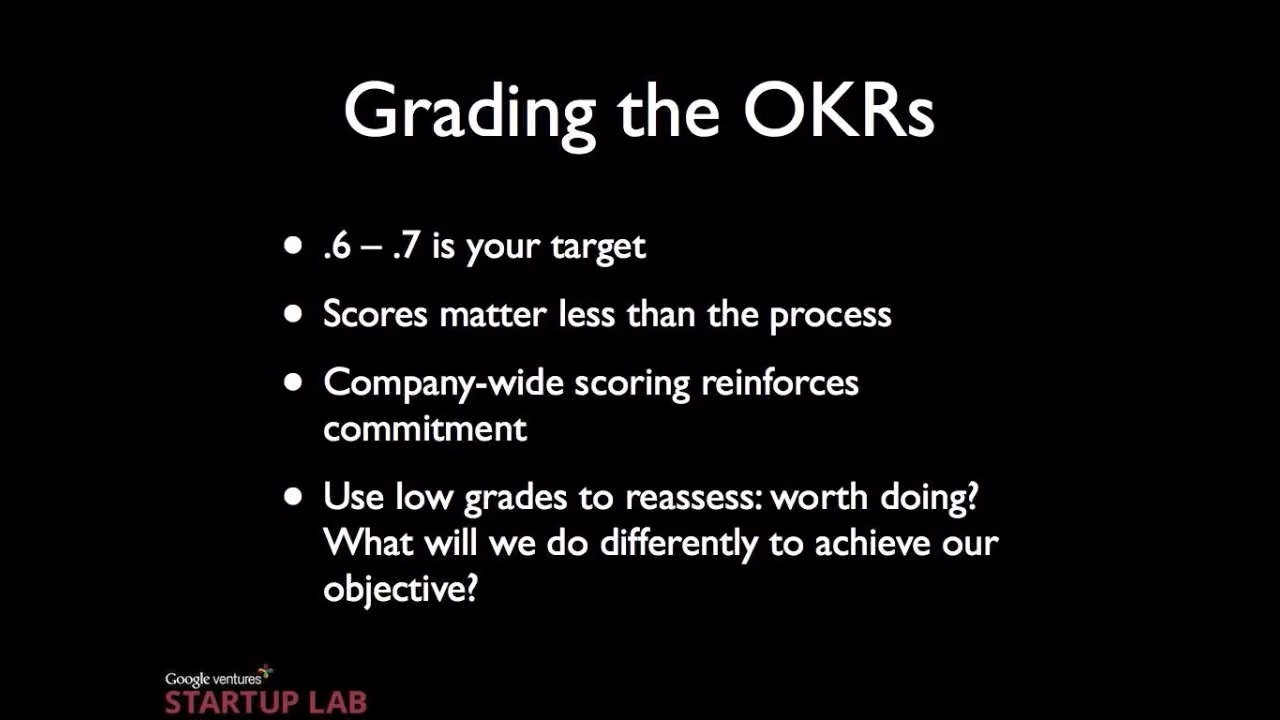 Grading the OKRs
• .6 – .7 is your target
• Scores matter less than the process
• Company-wide scoring reinforces
commitment
• Use low grades to reassess: worth doing?
What will we do differently to achieve our
objective?
Google ventures
STARTUP LAB